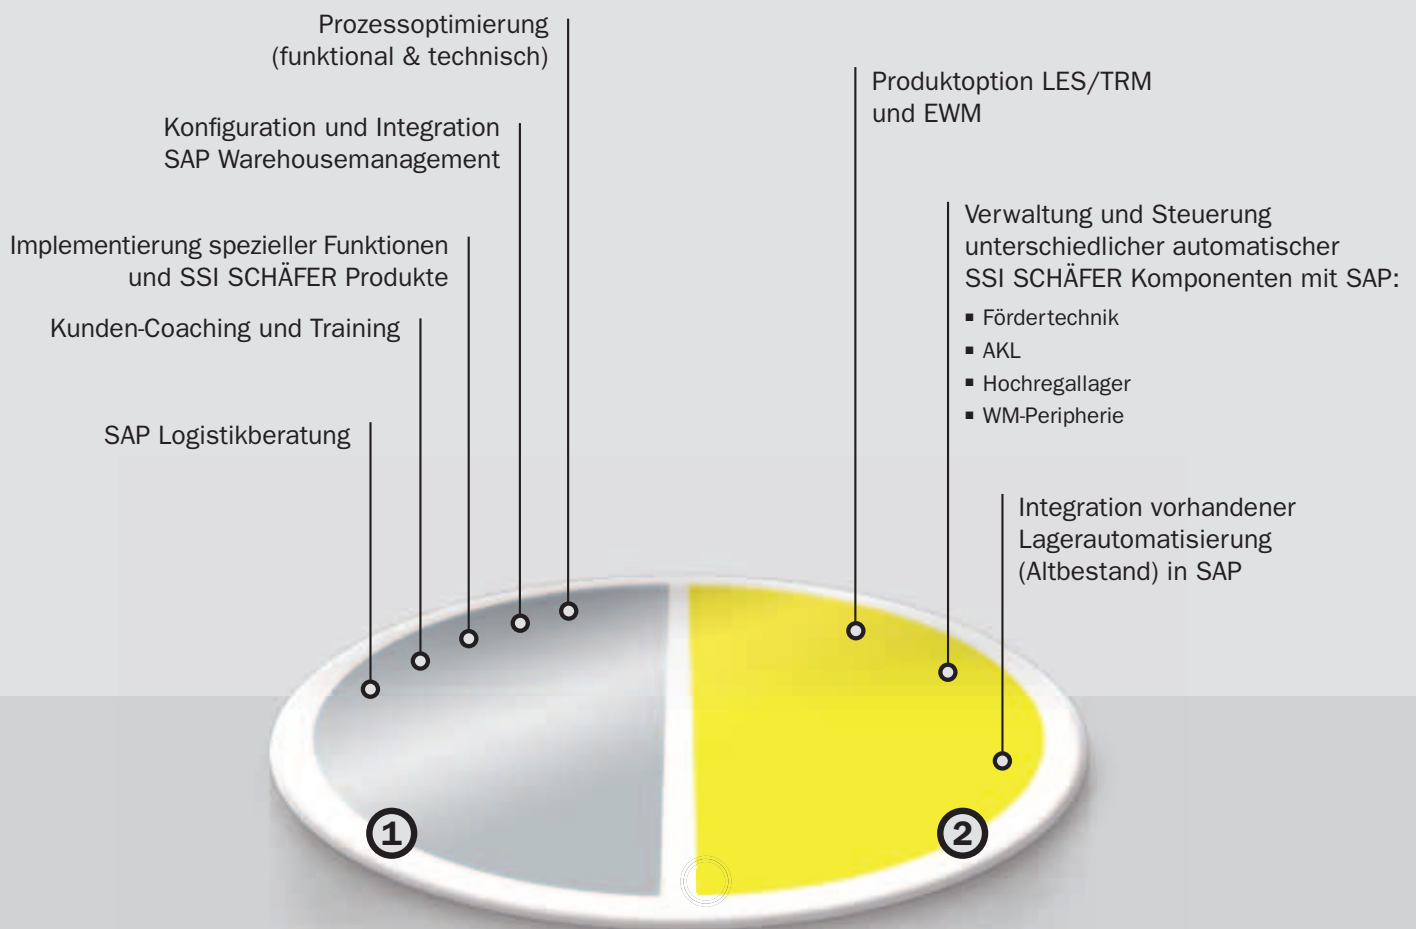 Prozessoptimierung
(funktional & technisch)
Konfiguration und Integration
SAP Warehousemanagement
Implementierung spezieller Funktionen
und SSI SCHÄFER Produkte
Kunden-Coaching und Training
SAP Logistikberatung
Produktoption LES/TRM
und EWM
Verwaltung und Steuerung
unterschiedlicher automatischer
SSI SCHÄFER Komponenten mit SAP:
▪ Fördertechnik
▪ AKL
▪ Hochregallager
▪ WM-Peripherie
Integration vorhandener
Lagerautomatisierung
(Altbestand) in SAP
1
2